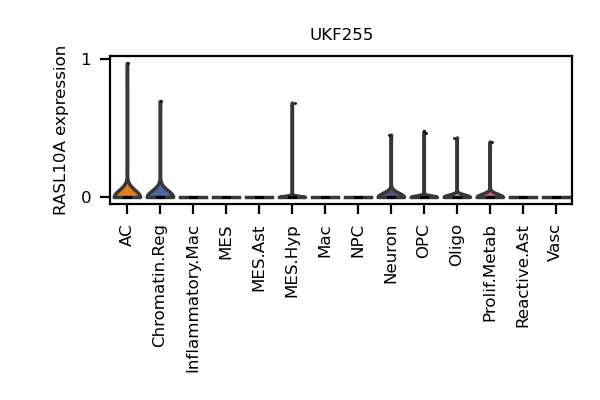 UKF255
RASL10A expression
1
0
AC
Chromatin.Reg
Inflammatory.Mac
MES
MES.Ast
MES.Hyp
Mac
NPC
Neuron
OPC
Oligo
Prolif.Metab
Reactive.Ast
Vasc